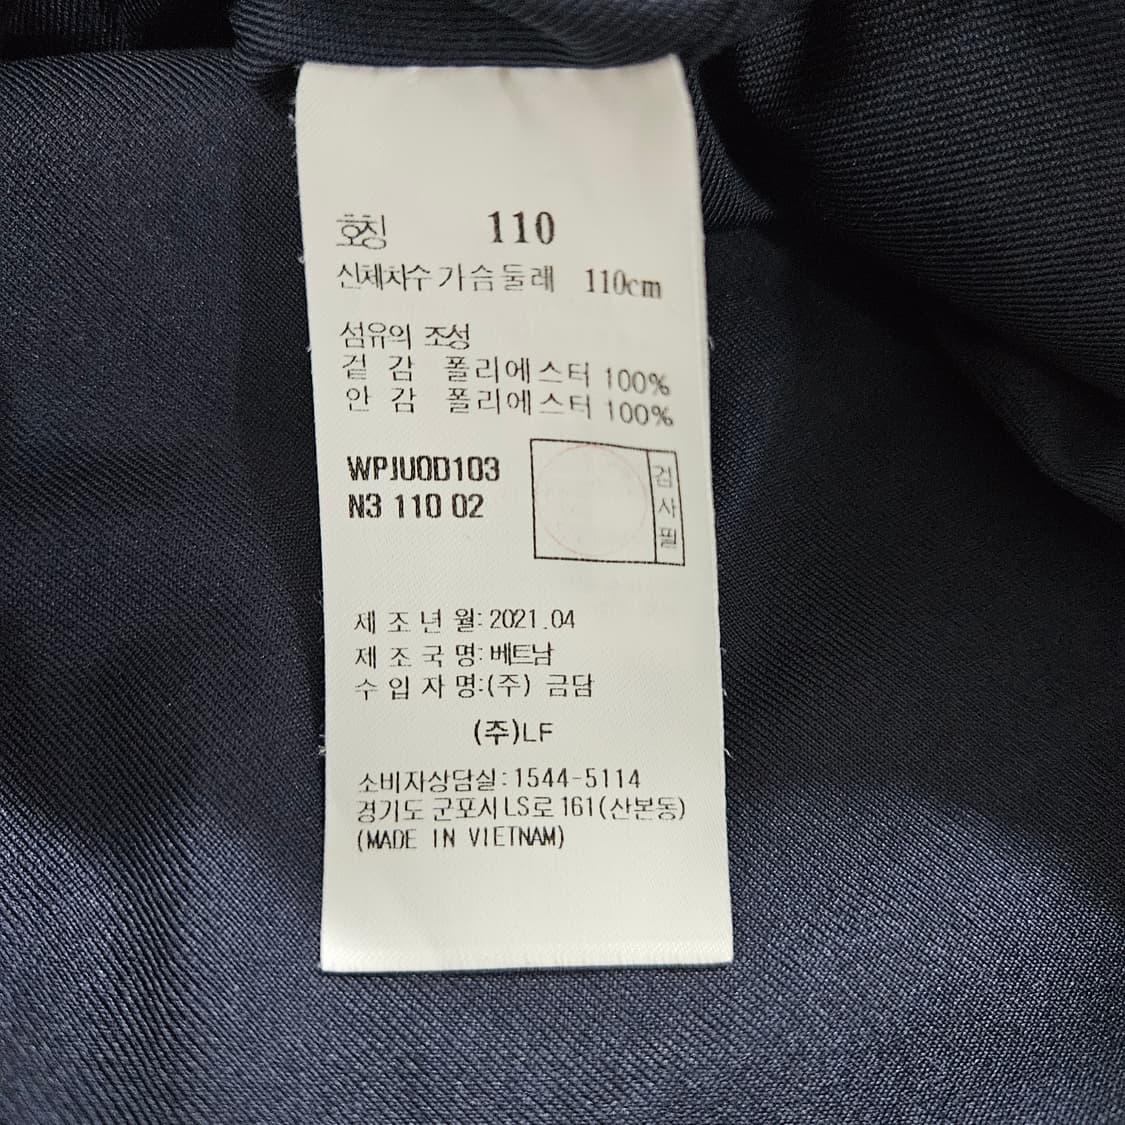 호칭 110
신체치수 가슴둘레 110cm
섬유의 조성
겉 감 폴리에스터 100%
안 감 폴리에스터 100%
WPJU0D103
N3 110 02
검사필
제 조 년 월: 2021.04
제 조 국 명: 베트남
수 입 자 명:(주) 금담
(주)LF
소비자상담실: 1544-5114
경기도 군포시 LS로 161(산본동)
(MADE IN VIETNAM)